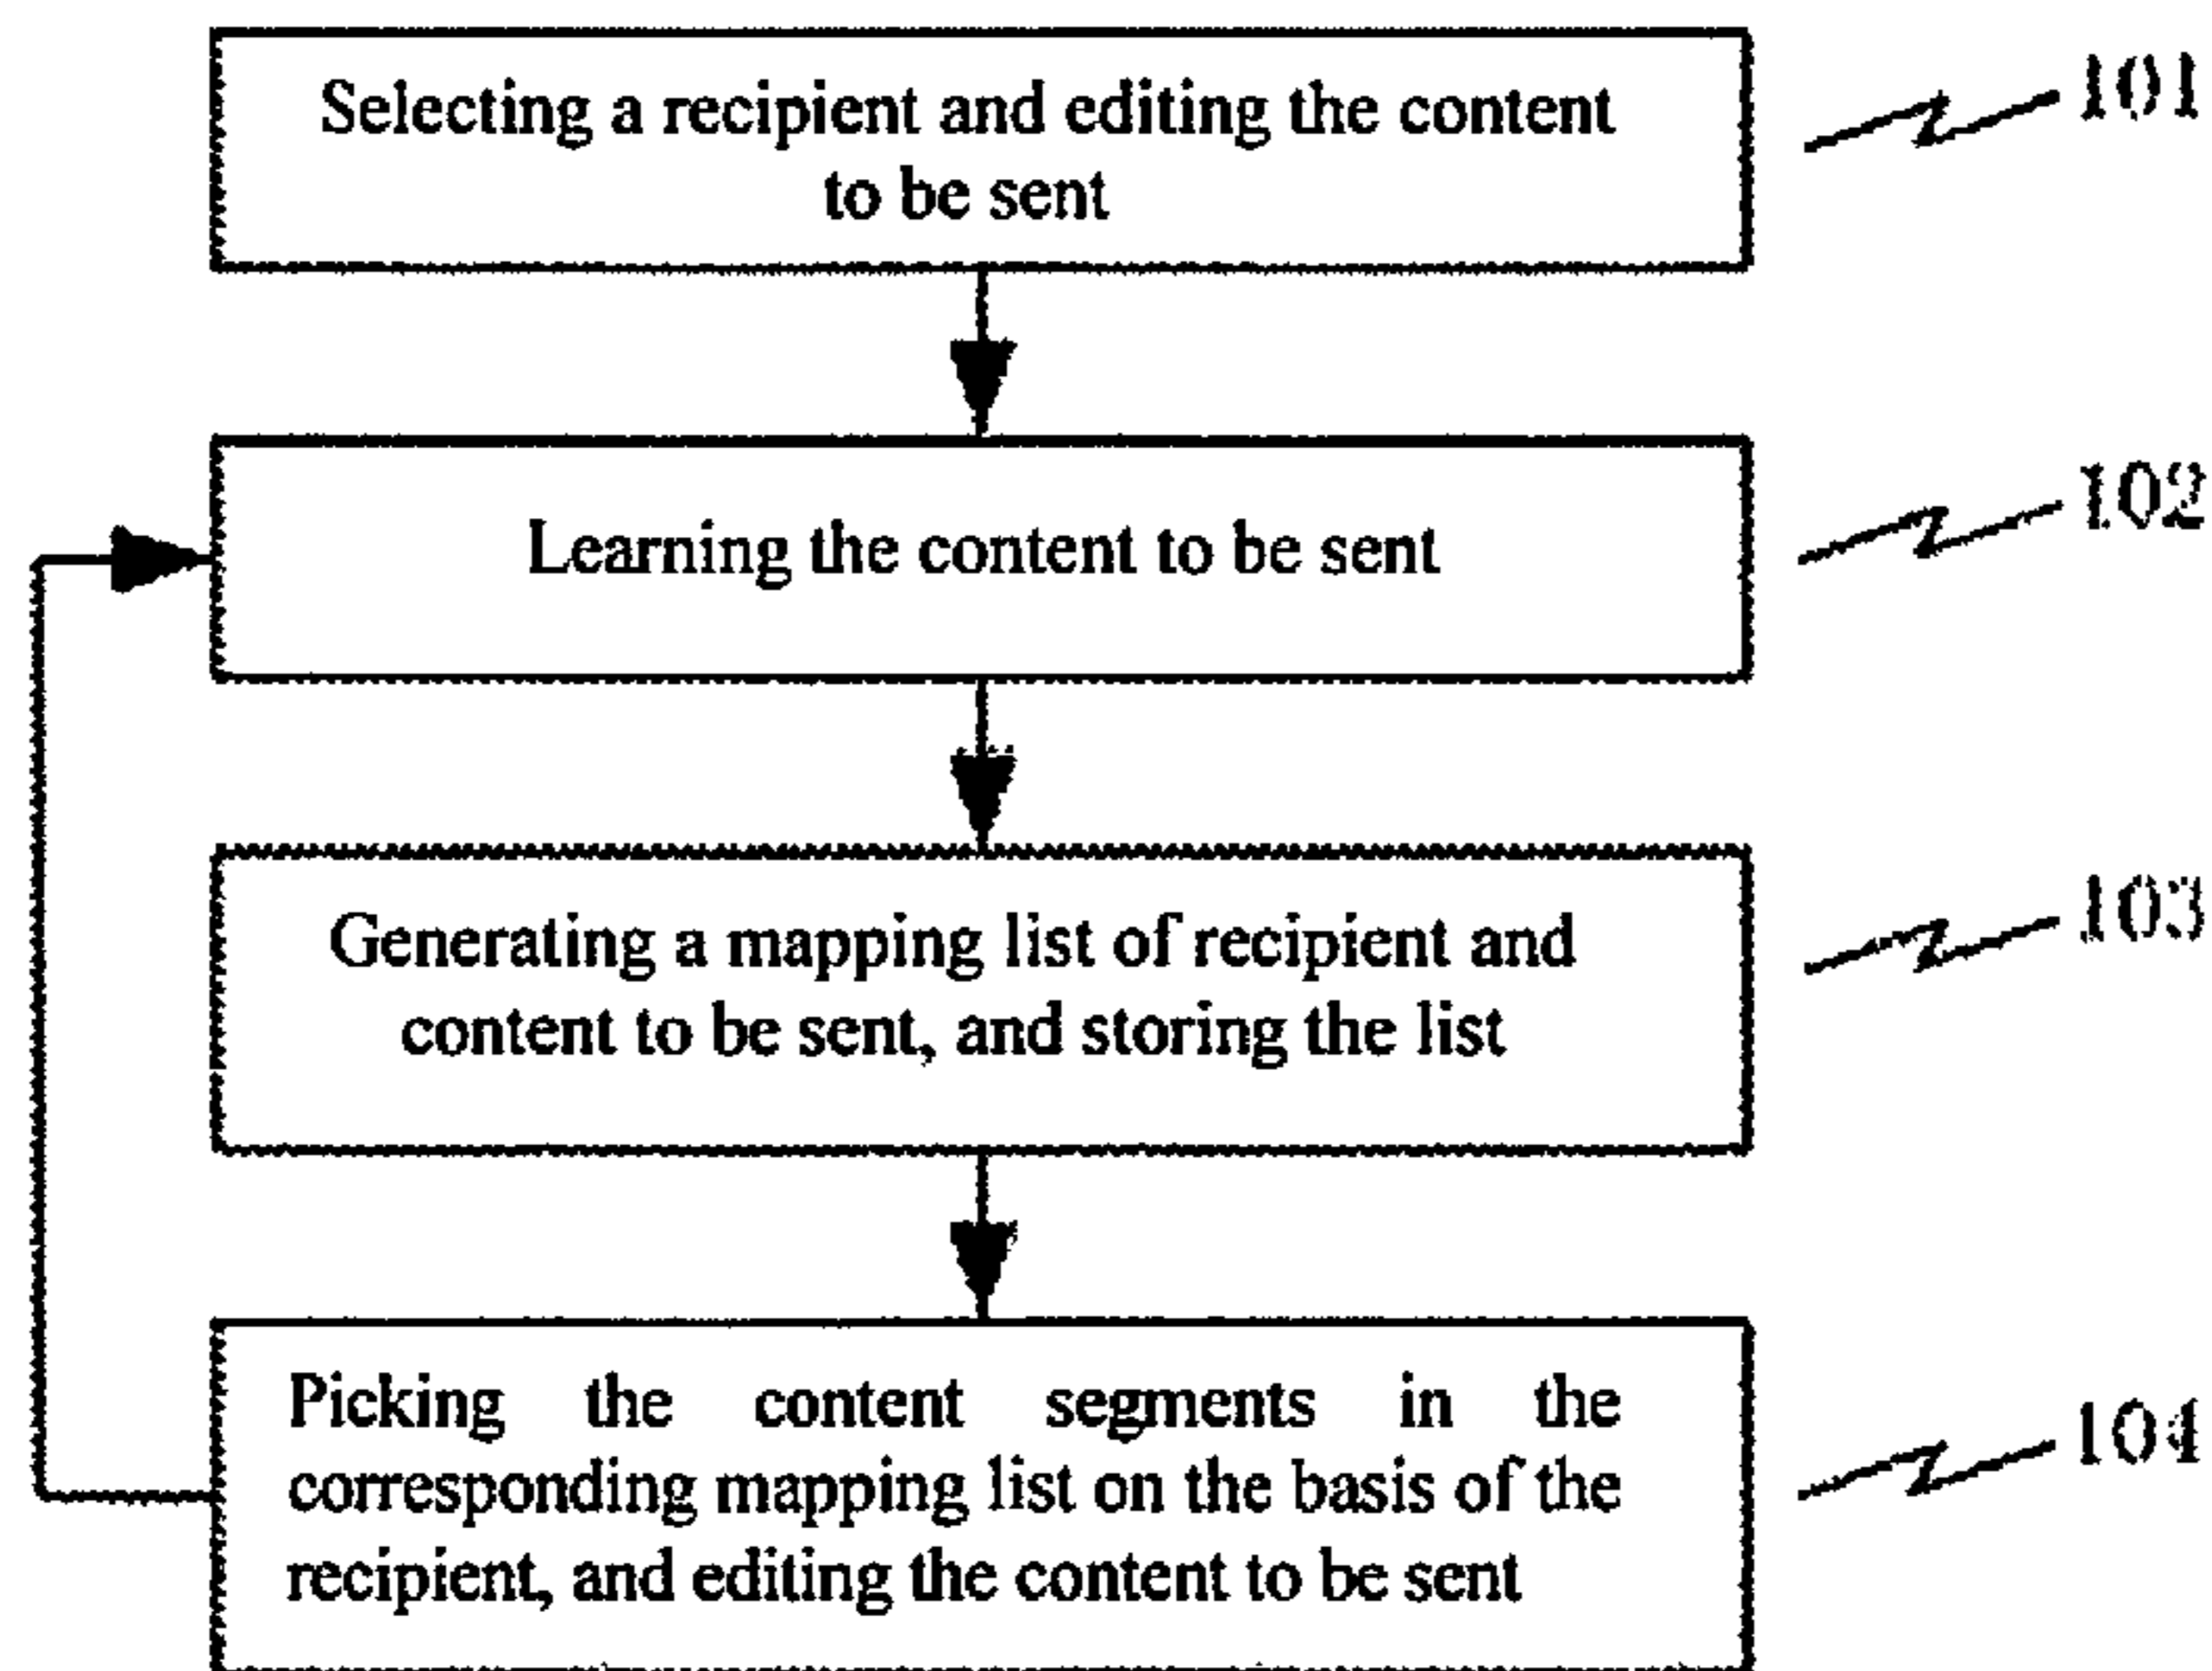 Selecting a recipient and editing the content
to be sent
101
Learning the content to be sent
102
Generating a mapping list of recipient and
content to be sent, and storing the list
103
Picking the content segments in the
corresponding mapping list on the basis of the
recipient, and editing the content to be sent
104